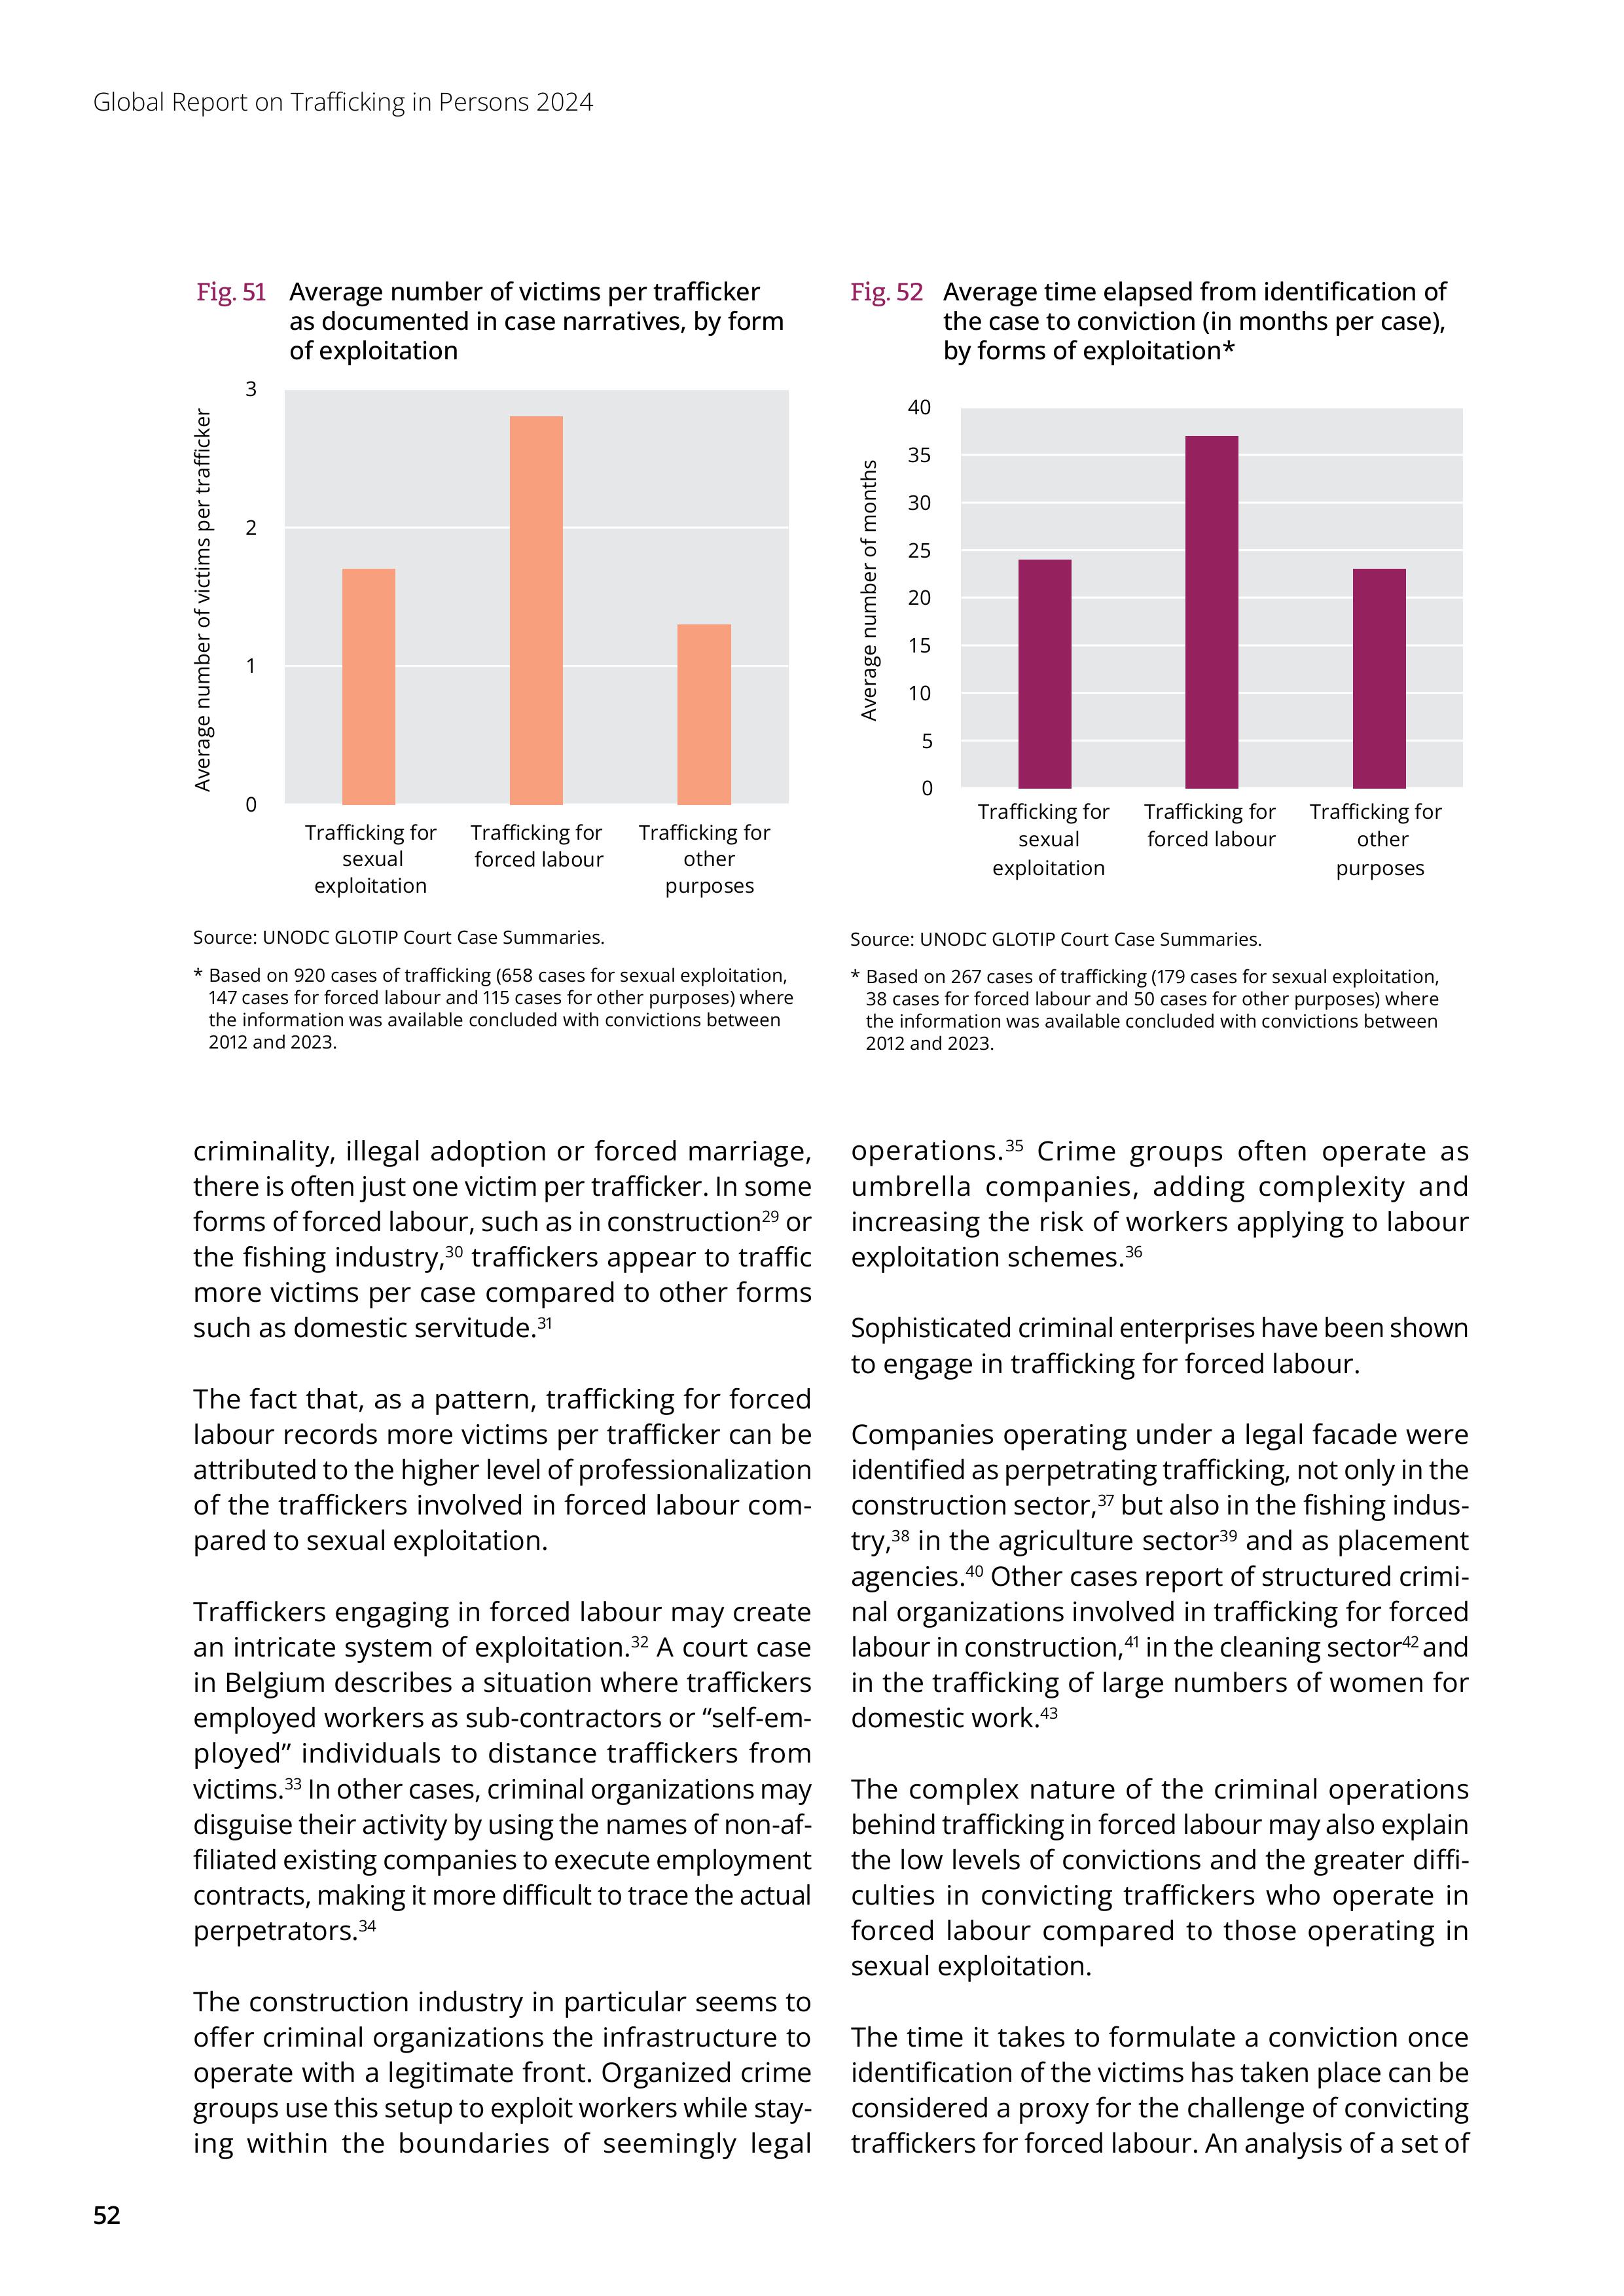 Global Report on Trafficking in Persons 2024
Fig. 51 Average number of victims per trafficker
as documented in case narratives, by form
of exploitation
Average number of victims per trafficker
3
2
1
0
Trafficking for
sexual
exploitation
Trafficking for
forced labour
Trafficking for
other
purposes
Source: UNODC GLOTIP Court Case Summaries.
* Based on 920 cases of trafficking (658 cases for sexual exploitation,
147 cases for forced labour and 115 cases for other purposes) where
the information was available concluded with convictions between
2012 and 2023.
Fig. 52 Average time elapsed from identification of
the case to conviction (in months per case),
by forms of exploitation*
Average number of months
40
35
30
25
20
15
10
5
0
Trafficking for
sexual
exploitation
Trafficking for
forced labour
Trafficking for
other
purposes
Source: UNODC GLOTIP Court Case Summaries.
* Based on 267 cases of trafficking (179 cases for sexual exploitation,
38 cases for forced labour and 50 cases for other purposes) where
the information was available concluded with convictions between
2012 and 2023.
criminality, illegal adoption or forced marriage,
there is often just one victim per trafficker. In some
forms of forced labour, such as in construction29 or
the fishing industry,30 traffickers appear to traffic
more victims per case compared to other forms
such as domestic servitude.31
The fact that, as a pattern, trafficking for forced
labour records more victims per trafficker can be
attributed to the higher level of professionalization
of the traffickers involved in forced labour com-
pared to sexual exploitation.
Traffickers engaging in forced labour may create
an intricate system of exploitation.32 A court case
in Belgium describes a situation where traffickers
employed workers as sub-contractors or “self-em-
ployed” individuals to distance traffickers from
victims.33 In other cases, criminal organizations may
disguise their activity by using the names of non-af-
filiated existing companies to execute employment
contracts, making it more difficult to trace the actual
perpetrators.34
The construction industry in particular seems to
offer criminal organizations the infrastructure to
operate with a legitimate front. Organized crime
groups use this setup to exploit workers while stay-
ing within the boundaries of seemingly legal
operations.35 Crime groups often operate as
umbrella companies, adding complexity and
increasing the risk of workers applying to labour
exploitation schemes.36
Sophisticated criminal enterprises have been shown
to engage in trafficking for forced labour.
Companies operating under a legal facade were
identified as perpetrating trafficking, not only in the
construction sector,37 but also in the fishing indus-
try,38 in the agriculture sector39 and as placement
agencies.40 Other cases report of structured crimi-
nal organizations involved in trafficking for forced
labour in construction,41 in the cleaning sector42 and
in the trafficking of large numbers of women for
domestic work.43
The complex nature of the criminal operations
behind trafficking in forced labour may also explain
the low levels of convictions and the greater diffi-
culties in convicting traffickers who operate in
forced labour compared to those operating in
sexual exploitation.
The time it takes to formulate a conviction once
identification of the victims has taken place can be
considered a proxy for the challenge of convicting
traffickers for forced labour. An analysis of a set of
52